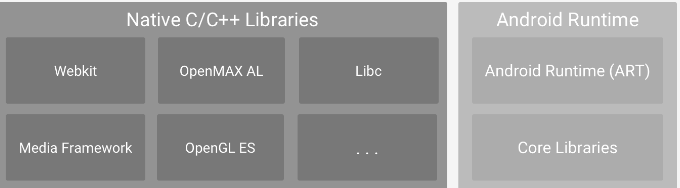 Native C/C++ Libraries
Android Runtime
Webkit
OpenMAX AL
Libc
Android Runtime (ART)
Media Framework
OpenGL ES
. . .
Core Libraries